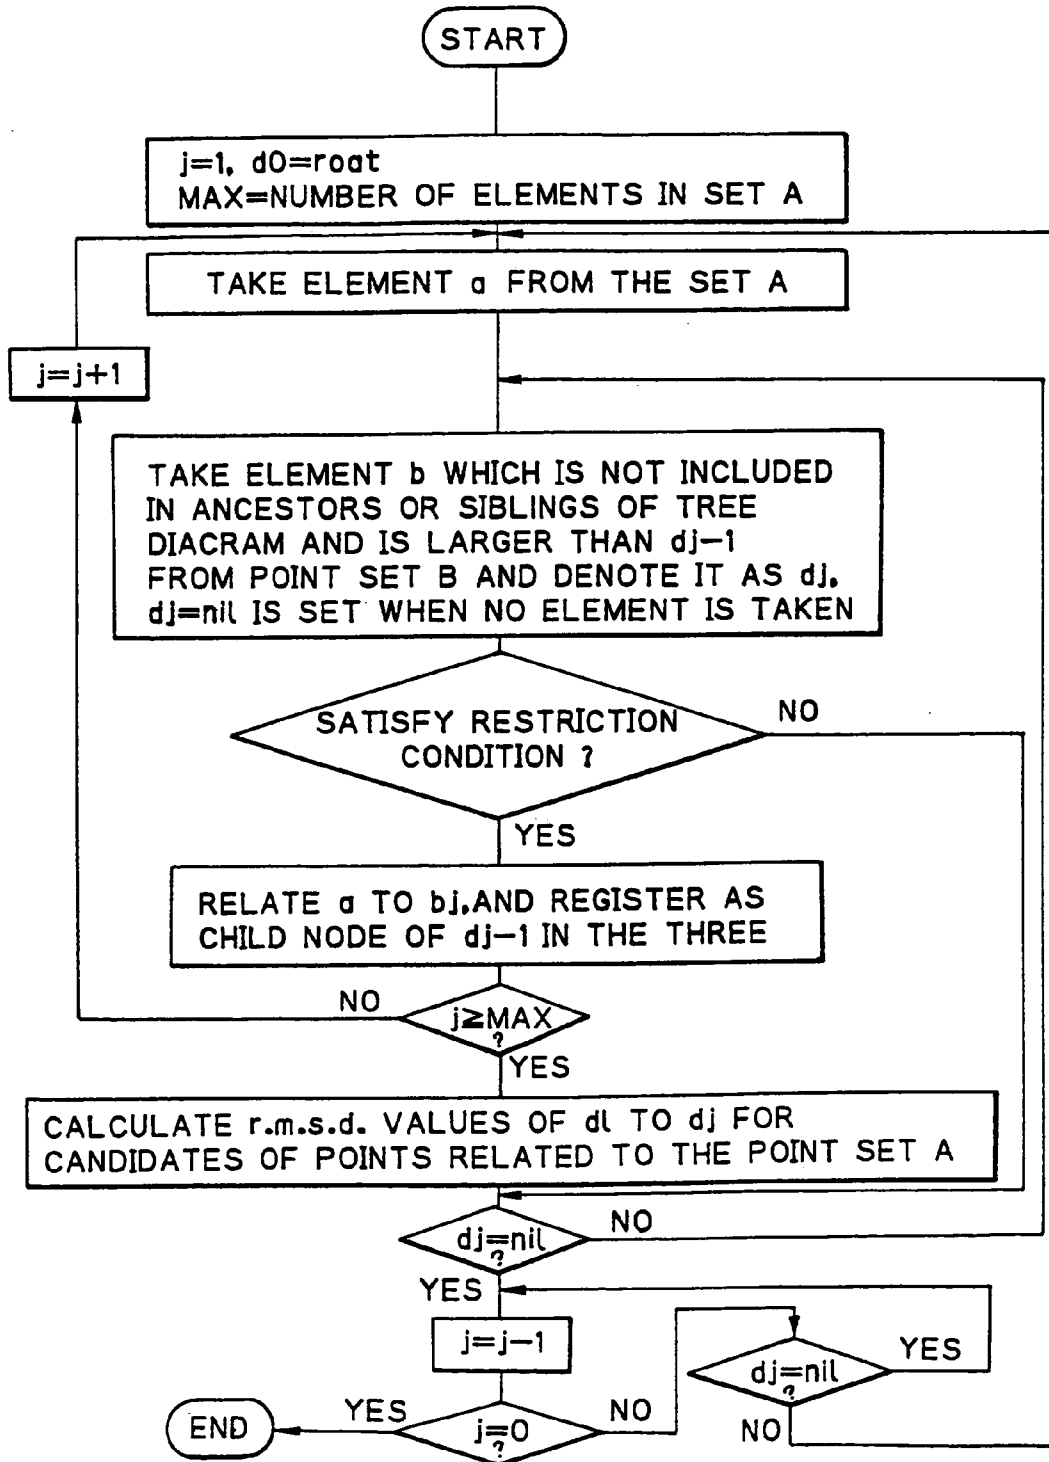 START
j=1, d0=roat
MAX=NUMBER OF ELEMENTS IN SET A
TAKE ELEMENT a FROM THE SET A
j=j+1
TAKE ELEMENT b WHICH IS NOT INCLUDED
IN ANCESTORS OR SIBLINGS OF TREE
DIACRAM AND IS LARGER THAN dj-1
FROM POINT SET B AND DENOTE IT AS dj.
dj=nil IS SET WHEN NO ELEMENT IS TAKEN
SATISFY RESTRICTION
CONDITION ?
NO
YES
RELATE a TO bj,AND REGISTER AS
CHILD NODE OF dj-1 IN THE THREE
NO
j≧MAX
?
YES
CALCULATE r.m.s.d. VALUES OF dl TO dj FOR
CANDIDATES OF POINTS RELATED TO THE POINT SET A
dj=nil
?
NO
YES
j=j-1
dj=nil
?
YES
NO
j=0
?
YES
NO
END